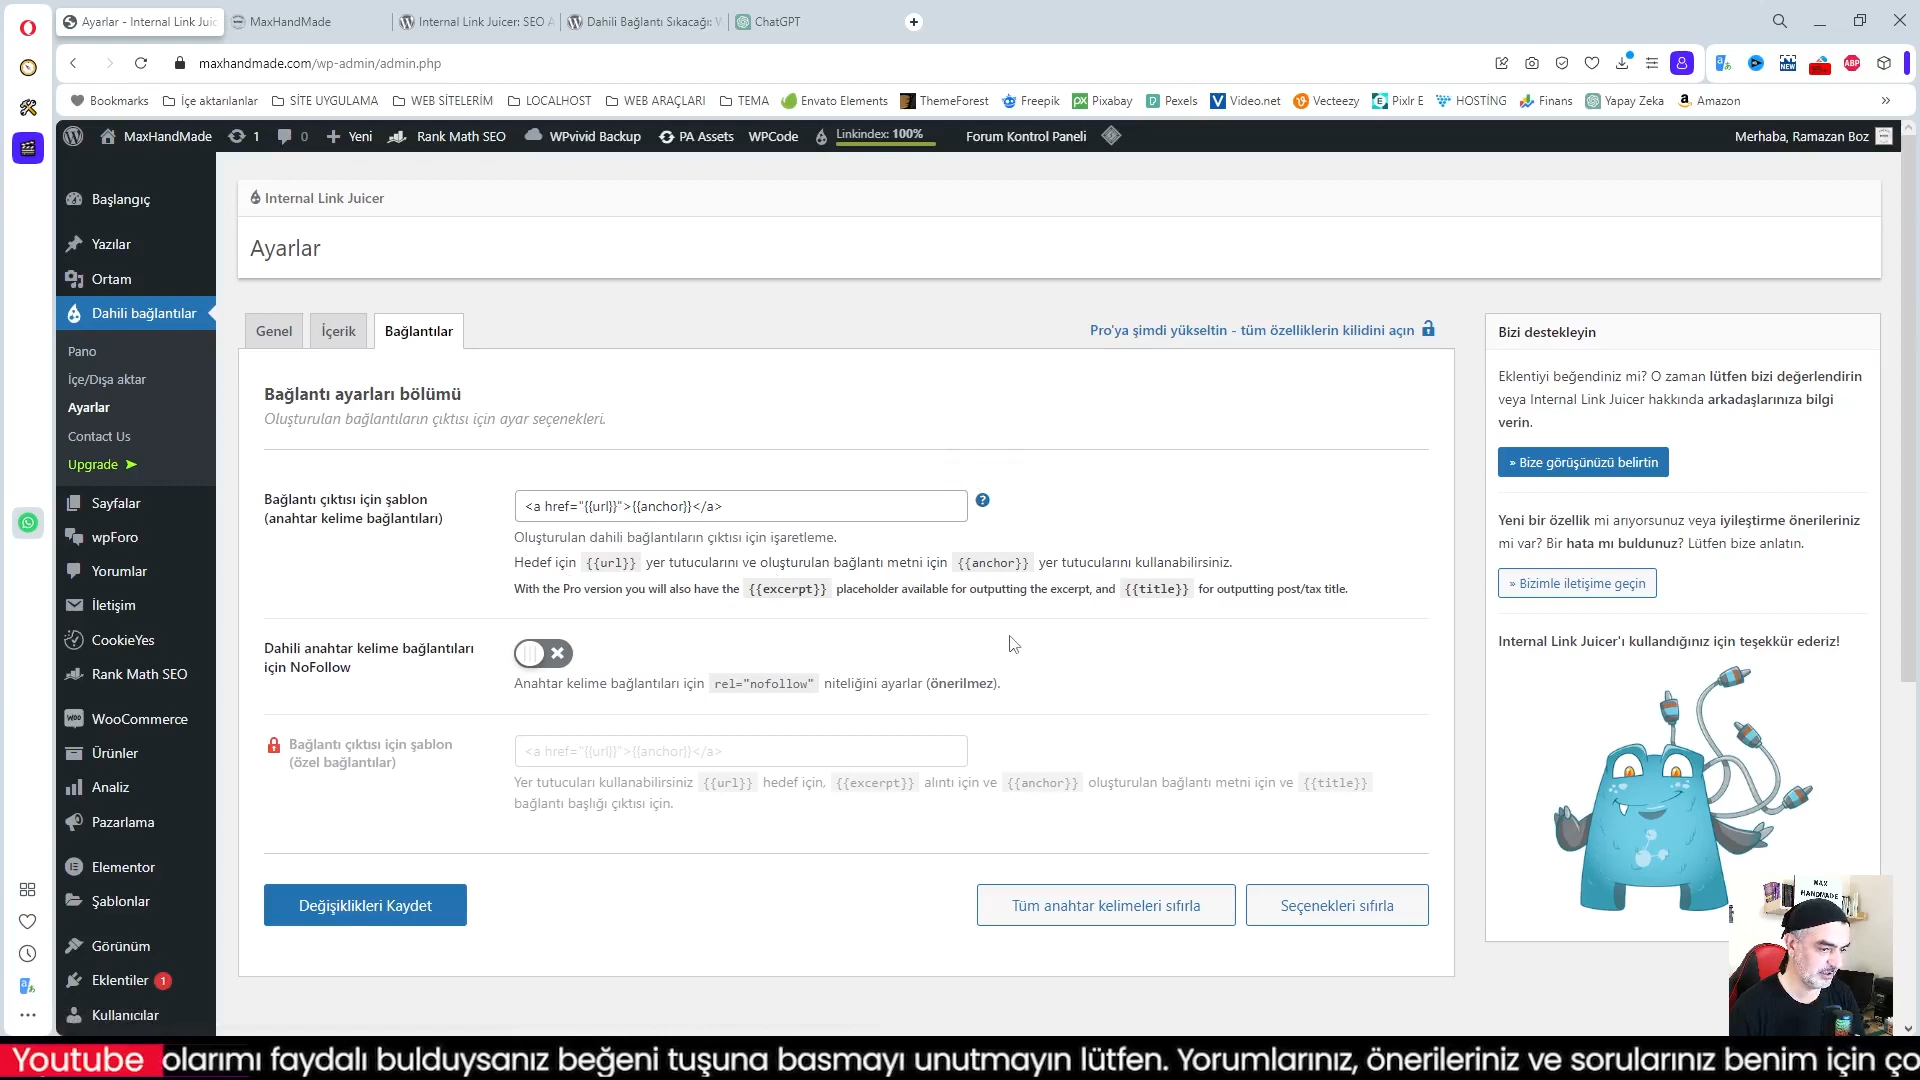 Ayarlar - Internal Link Juic
MaxHandMade
Internal Link Juicer: SEO A
Dahili Bağlantı Sıkacağı: W
ChatGPT
maxhandmade.com/wp-admin/admin.php
Bookmarks
İçe aktarılanlar
SİTE UYGULAMA
WEB SİTELERİM
LOCALHOST
WEB ARAÇLARI
TEMA
Envato Elements
ThemeForest
Freepik
Pixabay
Pexels
Video.net
Vecteezy
Pixlr E
HOSTİNG
Finans
Yapay Zeka
Amazon
MaxHandMade
1
0
Yeni
Rank Math SEO
WPvivid Backup
PA Assets
WPCode
Linkindex: 100%
Forum Kontrol Paneli
Merhaba, Ramazan Boz
Başlangıç
Yazılar
Ortam
Dahili bağlantılar
Pano
İçe/Dışa aktar
Ayarlar
Contact Us
Upgrade ➤
Sayfalar
wpForo
Yorumlar
İletişim
CookieYes
Rank Math SEO
WooCommerce
Ürünler
Analiz
Pazarlama
Elementor
Şablonlar
Görünüm
Eklentiler 1
Kullanıcılar
Internal Link Juicer
Ayarlar
Genel
İçerik
Bağlantılar
Pro'ya şimdi yükseltin - tüm özelliklerin kilidini açın
Bağlantı ayarları bölümü
Oluşturulan bağlantıların çıktısı için ayar seçenekleri.
Bağlantı çıktısı için şablon
(anahtar kelime bağlantıları)
<a href="{{url}}">{{anchor}}</a>
Oluşturulan dahili bağlantıların çıktısı için işaretleme.
Hedef için {{url}} yer tutucularını ve oluşturulan bağlantı metni için {{anchor}} yer tutucularını kullanabilirsiniz.
With the Pro version you will also have the {{excerpt}} placeholder available for outputting the excerpt, and {{title}} for outputting post/tax title.
Dahili anahtar kelime bağlantıları
için NoFollow
Anahtar kelime bağlantıları için rel="nofollow" niteliğini ayarlar (önerilmez).
Bağlantı çıktısı için şablon
(özel bağlantılar)
<a href="{{url}}">{{anchor}}</a>
Yer tutucuları kullanabilirsiniz {{url}} hedef için, {{excerpt}} alıntı için ve {{anchor}} oluşturulan bağlantı metni için ve {{title}}
bağlantı başlığı çıktısı için.
Değişiklikleri Kaydet
Tüm anahtar kelimeleri sıfırla
Seçenekleri sıfırla
Bizi destekleyin
Eklentiyi beğendiniz mi? O zaman lütfen bizi değerlendirin
veya Internal Link Juicer hakkında arkadaşlarınıza bilgi
verin.
» Bize görüşünüzü belirtin
Yeni bir özellik mi arıyorsunuz veya iyileştirme önerileriniz
mi var? Bir hata mı buldunuz? Lütfen bize anlatın.
» Bizimle iletişime geçin
Internal Link Juicer'ı kullandığınız için teşekkür ederiz!
MAX
HANDMADE
Youtube
olarımı faydalı bulduysanız beğeni tuşuna basmayı unutmayın lütfen. Yorumlarınız, önerileriniz ve sorularınız benim için ço